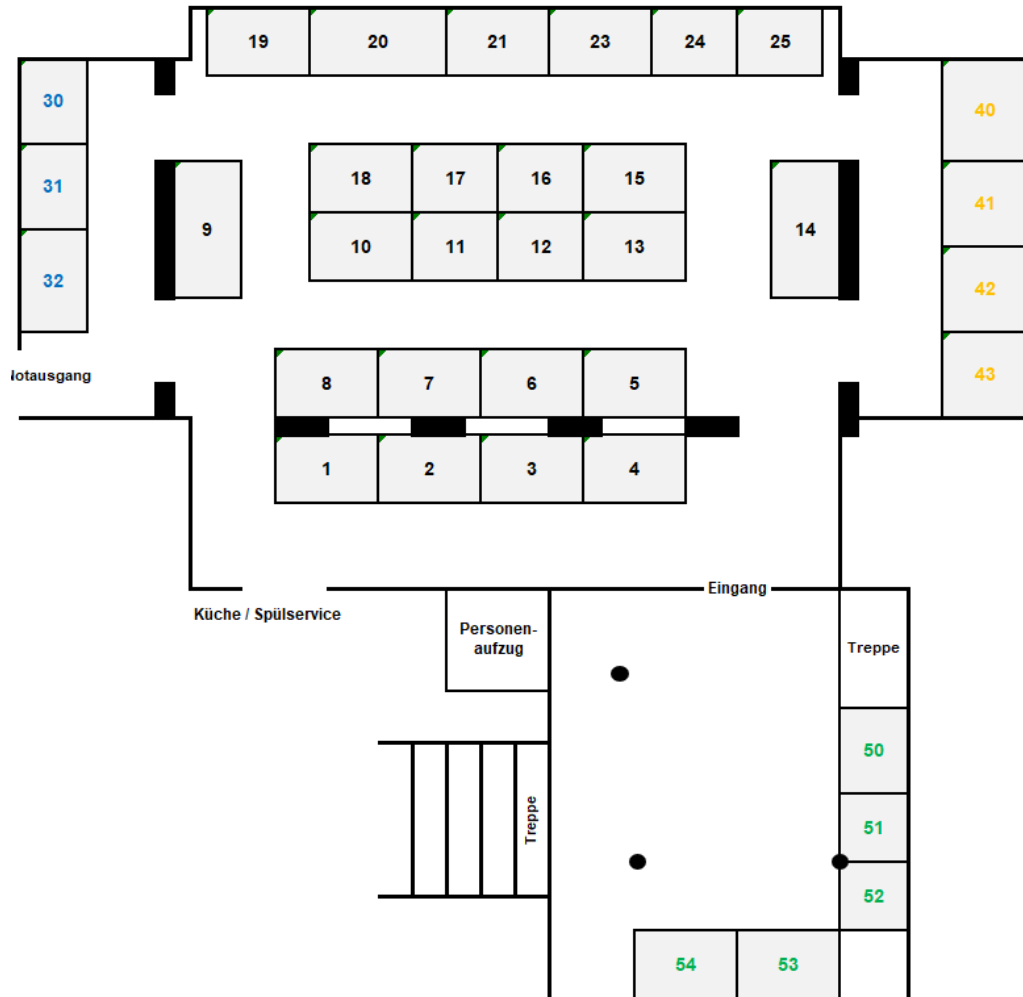 19 20 21 23 24 25
30
40
31
18 17 16 15
41
9
14
10 11 12 13
32
42
Notausgang
8 7 6 5
43
1 2 3 4
Eingang
Küche / Spülservice
Personen-
aufzug
Treppe
50
Treppe
51
52
54 53